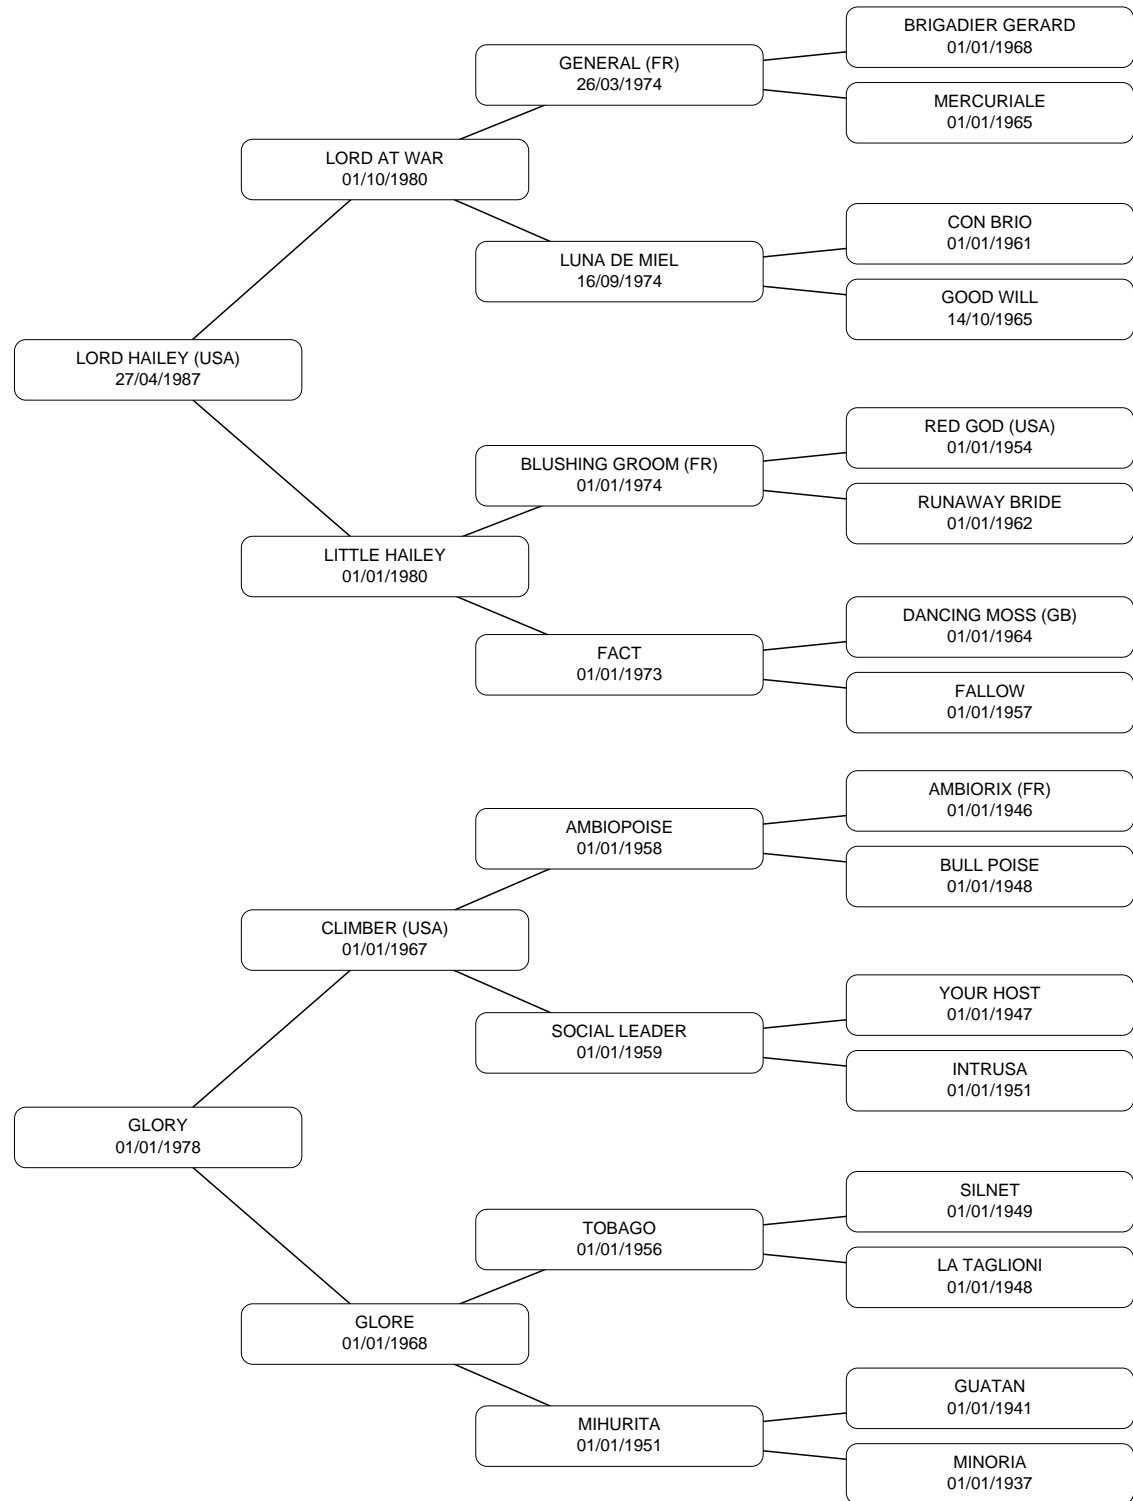 BRIGADIER GERARD
01/01/1968
GENERAL (FR)
26/03/1974
MERCURIALE
01/01/1965
LORD AT WAR
01/10/1980
CON BRIO
01/01/1961
LUNA DE MIEL
16/09/1974
GOOD WILL
14/10/1965
LORD HAILEY (USA)
27/04/1987
RED GOD (USA)
01/01/1954
BLUSHING GROOM (FR)
01/01/1974
RUNAWAY BRIDE
01/01/1962
LITTLE HAILEY
01/01/1980
DANCING MOSS (GB)
01/01/1964
FACT
01/01/1973
FALLOW
01/01/1957
AMBIORIX (FR)
01/01/1946
AMBIOPOISE
01/01/1958
BULL POISE
01/01/1948
CLIMBER (USA)
01/01/1967
YOUR HOST
01/01/1947
SOCIAL LEADER
01/01/1959
INTRUSA
01/01/1951
GLORY
01/01/1978
SILNET
01/01/1949
TOBAGO
01/01/1956
LA TAGLIONI
01/01/1948
GLORE
01/01/1968
GUATAN
01/01/1941
MIHURITA
01/01/1951
MINORIA
01/01/1937